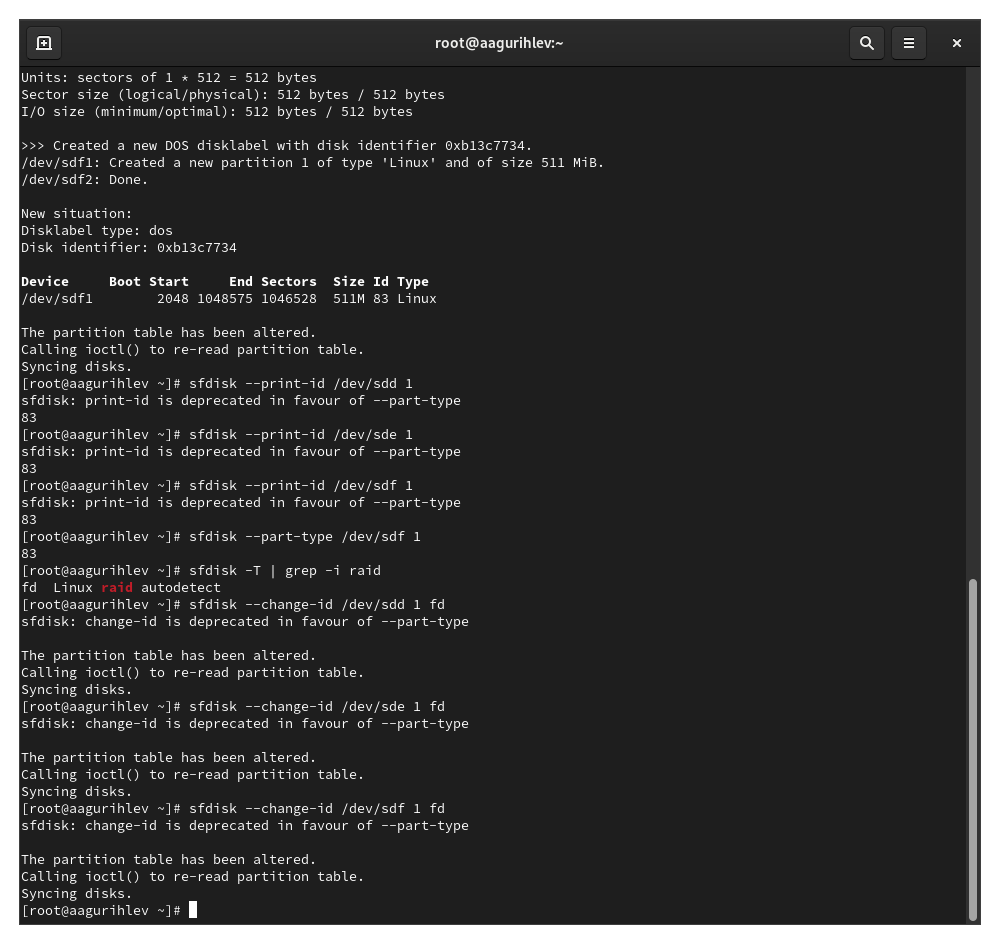 root@aagurihlev:~
Units: sectors of 1 * 512 = 512 bytes
Sector size (logical/physical): 512 bytes / 512 bytes
I/O size (minimum/optimal): 512 bytes / 512 bytes
>>> Created a new DOS disklabel with disk identifier 0xb13c7734.
/dev/sdf1: Created a new partition 1 of type 'Linux' and of size 511 MiB.
/dev/sdf2: Done.
New situation:
Disklabel type: dos
Disk identifier: 0xb13c7734
Device     Boot Start     End Sectors  Size Id Type
/dev/sdf1        2048 1048575 1046528  511M 83 Linux
The partition table has been altered.
Calling ioctl() to re-read partition table.
Syncing disks.
[root@aagurihlev ~]# sfdisk --print-id /dev/sdd 1
sfdisk: print-id is deprecated in favour of --part-type
83
[root@aagurihlev ~]# sfdisk --print-id /dev/sde 1
sfdisk: print-id is deprecated in favour of --part-type
83
[root@aagurihlev ~]# sfdisk --print-id /dev/sdf 1
sfdisk: print-id is deprecated in favour of --part-type
83
[root@aagurihlev ~]# sfdisk --part-type /dev/sdf 1
83
[root@aagurihlev ~]# sfdisk -T | grep -i raid
fd  Linux raid autodetect
[root@aagurihlev ~]# sfdisk --change-id /dev/sdd 1 fd
sfdisk: change-id is deprecated in favour of --part-type
The partition table has been altered.
Calling ioctl() to re-read partition table.
Syncing disks.
[root@aagurihlev ~]# sfdisk --change-id /dev/sde 1 fd
sfdisk: change-id is deprecated in favour of --part-type
The partition table has been altered.
Calling ioctl() to re-read partition table.
Syncing disks.
[root@aagurihlev ~]# sfdisk --change-id /dev/sdf 1 fd
sfdisk: change-id is deprecated in favour of --part-type
The partition table has been altered.
Calling ioctl() to re-read partition table.
Syncing disks.
[root@aagurihlev ~]#